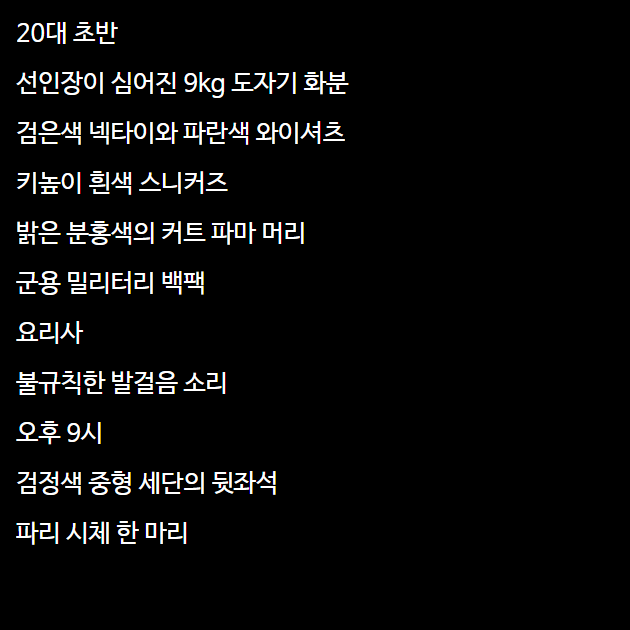 20대 초반
선인장이 심어진 9kg 도자기 화분
검은색 넥타이와 파란색 와이셔츠
키높이 흰색 스니커즈
밝은 분홍색의 커트 파마 머리
군용 밀리터리 백팩
요리사
불규칙한 발걸음 소리
오후 9시
검정색 중형 세단의 뒷좌석
파리 시체 한 마리